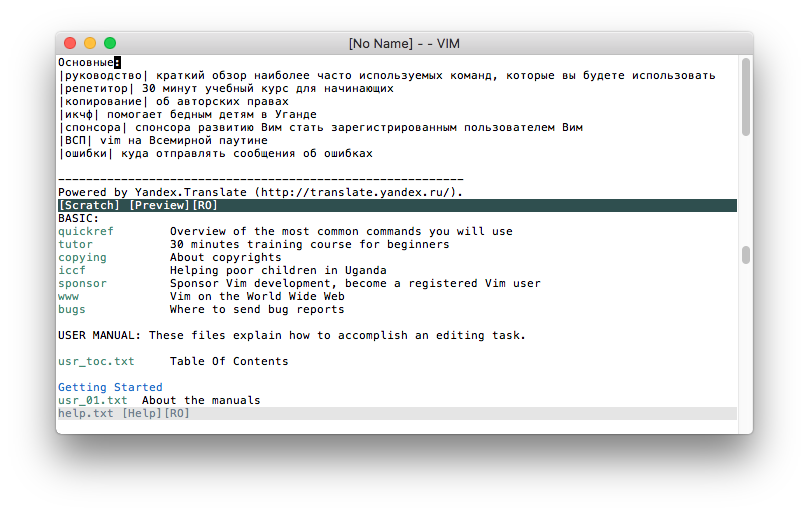 [No Name] - - VIM
Основные:
|руководство| краткий обзор наиболее часто используемых команд, которые вы будете использовать
|репетитор| 30 минут учебный курс для начинающих
|копирование| об авторских правах
|икчф| помогает бедным детям в Уганде
|спонсора| спонсора развитию Вим стать зарегистрированным пользователем Вим
|ВСП| vim на Всемирной паутине
|ошибки| куда отправлять сообщения об ошибках
----------------------------------------------------------
Powered by Yandex.Translate (http://translate.yandex.ru/).
[Scratch] [Preview][RO]
BASIC:
quickref        Overview of the most common commands you will use
tutor           30 minutes training course for beginners
copying         About copyrights
iccf            Helping poor children in Uganda
sponsor         Sponsor Vim development, become a registered Vim user
www             Vim on the World Wide Web
bugs            Where to send bug reports
USER MANUAL: These files explain how to accomplish an editing task.
usr_toc.txt     Table Of Contents
Getting Started
usr_01.txt  About the manuals
help.txt [Help][RO]